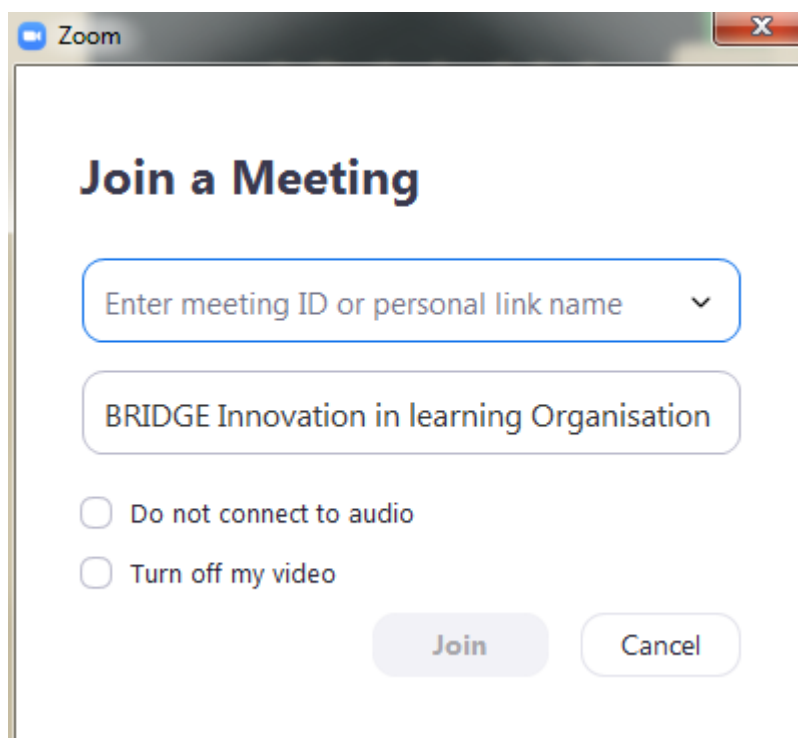 Zoom
Join a Meeting
Enter meeting ID or personal link name
BRIDGE Innovation in learning Organisation
Do not connect to audio
Turn off my video
Join
Cancel